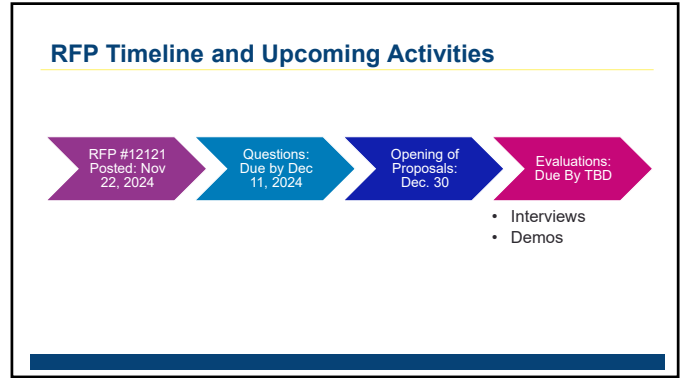 RFP Timeline and Upcoming Activities
RFP #12121
Posted: Nov
22, 2024
Questions:
Due by Dec
11, 2024
Opening of
Proposals:
Dec. 30
Evaluations:
Due By TBD
• Interviews
• Demos